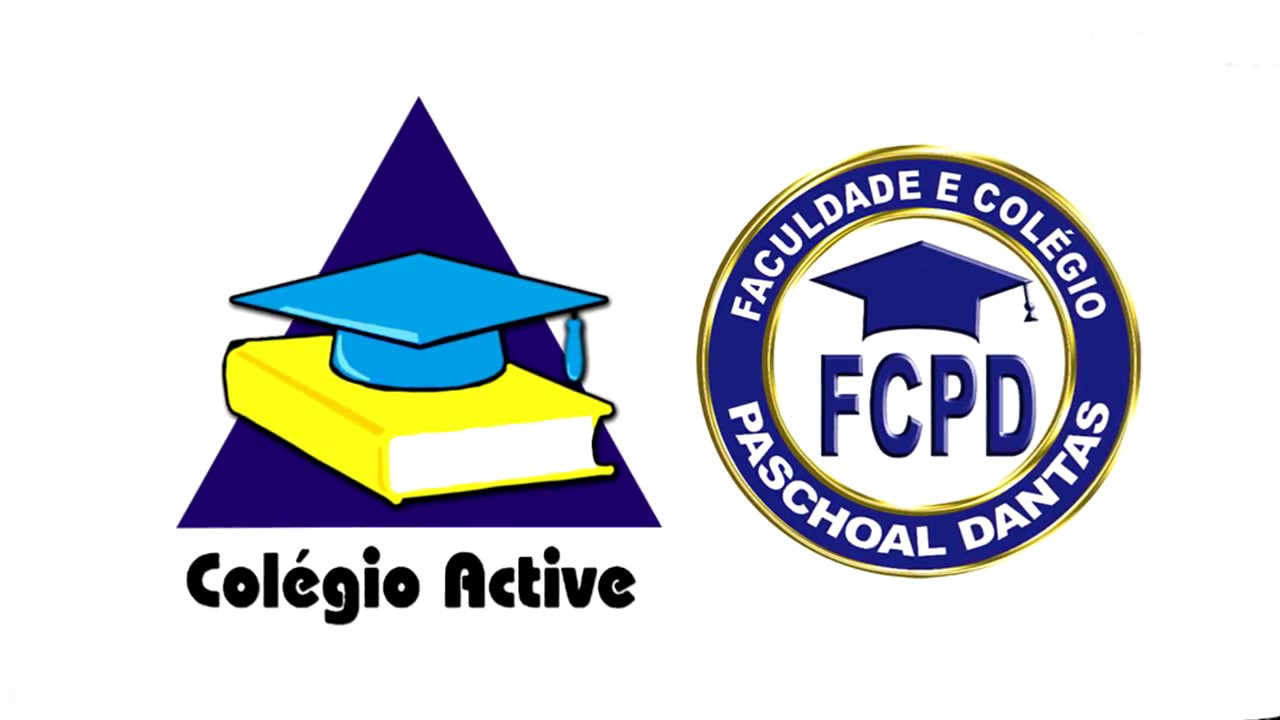 Colégio Active
FACULDADE E COLÉGIO
FCPD
PASCHOAL DANTAS